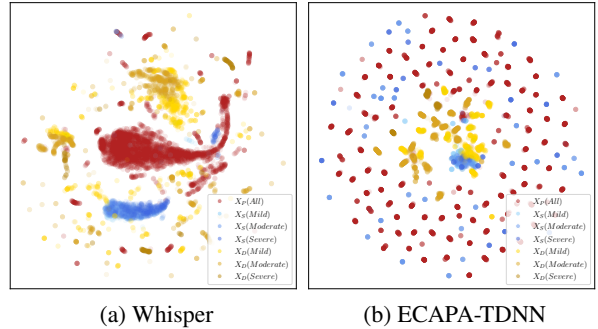 X_P(All)
X_S(Mild)
X_S(Moderate)
X_S(Severe)
X_D(Mild)
X_D(Moderate)
X_D(Severe)
X_P(All)
X_S(Mild)
X_S(Moderate)
X_S(Severe)
X_D(Mild)
X_D(Moderate)
X_D(Severe)
(a) Whisper
(b) ECAPA-TDNN